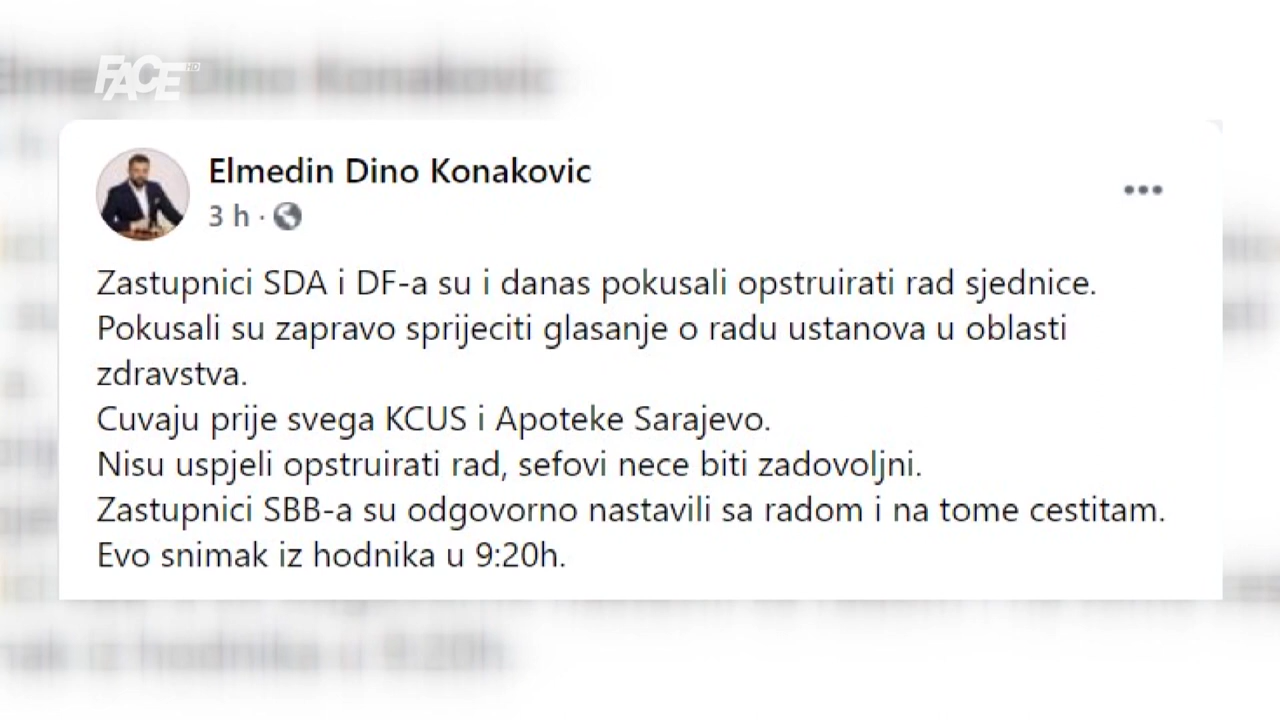 FACE HD
Elmedin Dino Konakovic
3 h ·
Zastupnici SDA i DF-a su i danas pokusali opstruirati rad sjednice.
Pokusali su zapravo sprijeciti glasanje o radu ustanova u oblasti
zdravstva.
Cuvaju prije svega KCUS i Apoteke Sarajevo.
Nisu uspjeli opstruirati rad, sefovi nece biti zadovoljni.
Zastupnici SBB-a su odgovorno nastavili sa radom i na tome cestitam.
Evo snimak iz hodnika u 9:20h.